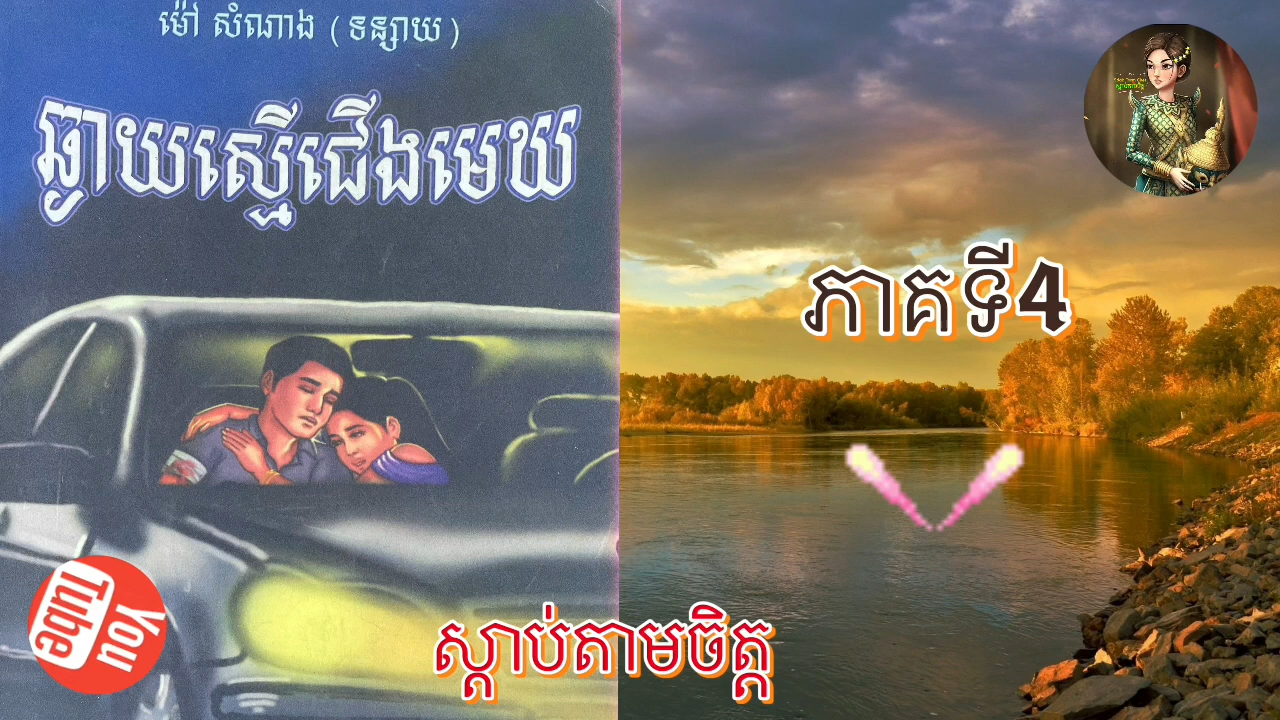 ម៉ៅ សំណាង ( ទន្សាយ )
ឆ្ងាយស្មើជើងមេឃ
ភាគទី4
ស្តាប់តាមចិត្ត
You
Tube